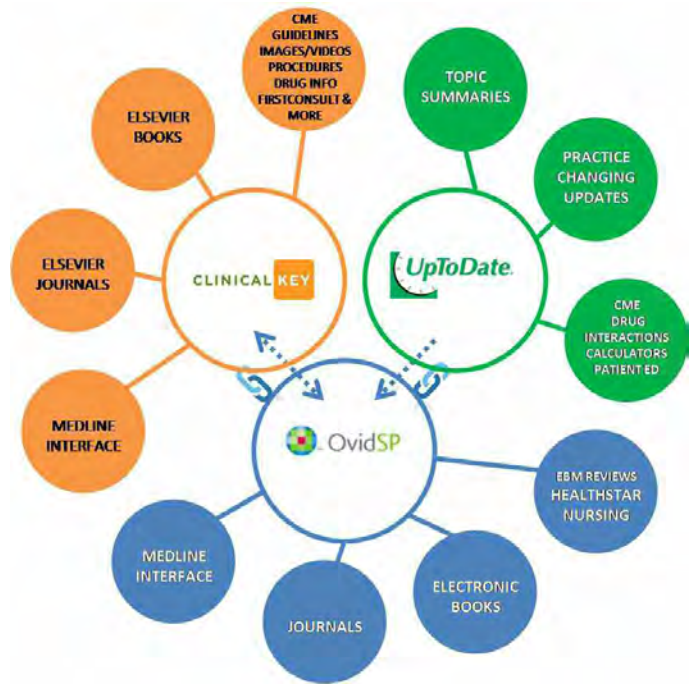 CME
GUIDELINES
IMAGES/VIDEOS
PROCEDURES
DRUG INFO
FIRSTCONSULT &
MORE
ELSEVIER
BOOKS
ELSEVIER
JOURNALS
MEDLINE
INTERFACE
CLINICAL KEY
TOPIC
SUMMARIES
PRACTICE
CHANGING
UPDATES
CME
DRUG
INTERACTIONS
CALCULATORS
PATIENT ED
UpToDate
OvidSP
EBM REVIEWS
HEALTHSTAR
NURSING
ELECTRONIC
BOOKS
JOURNALS
MEDLINE
INTERFACE